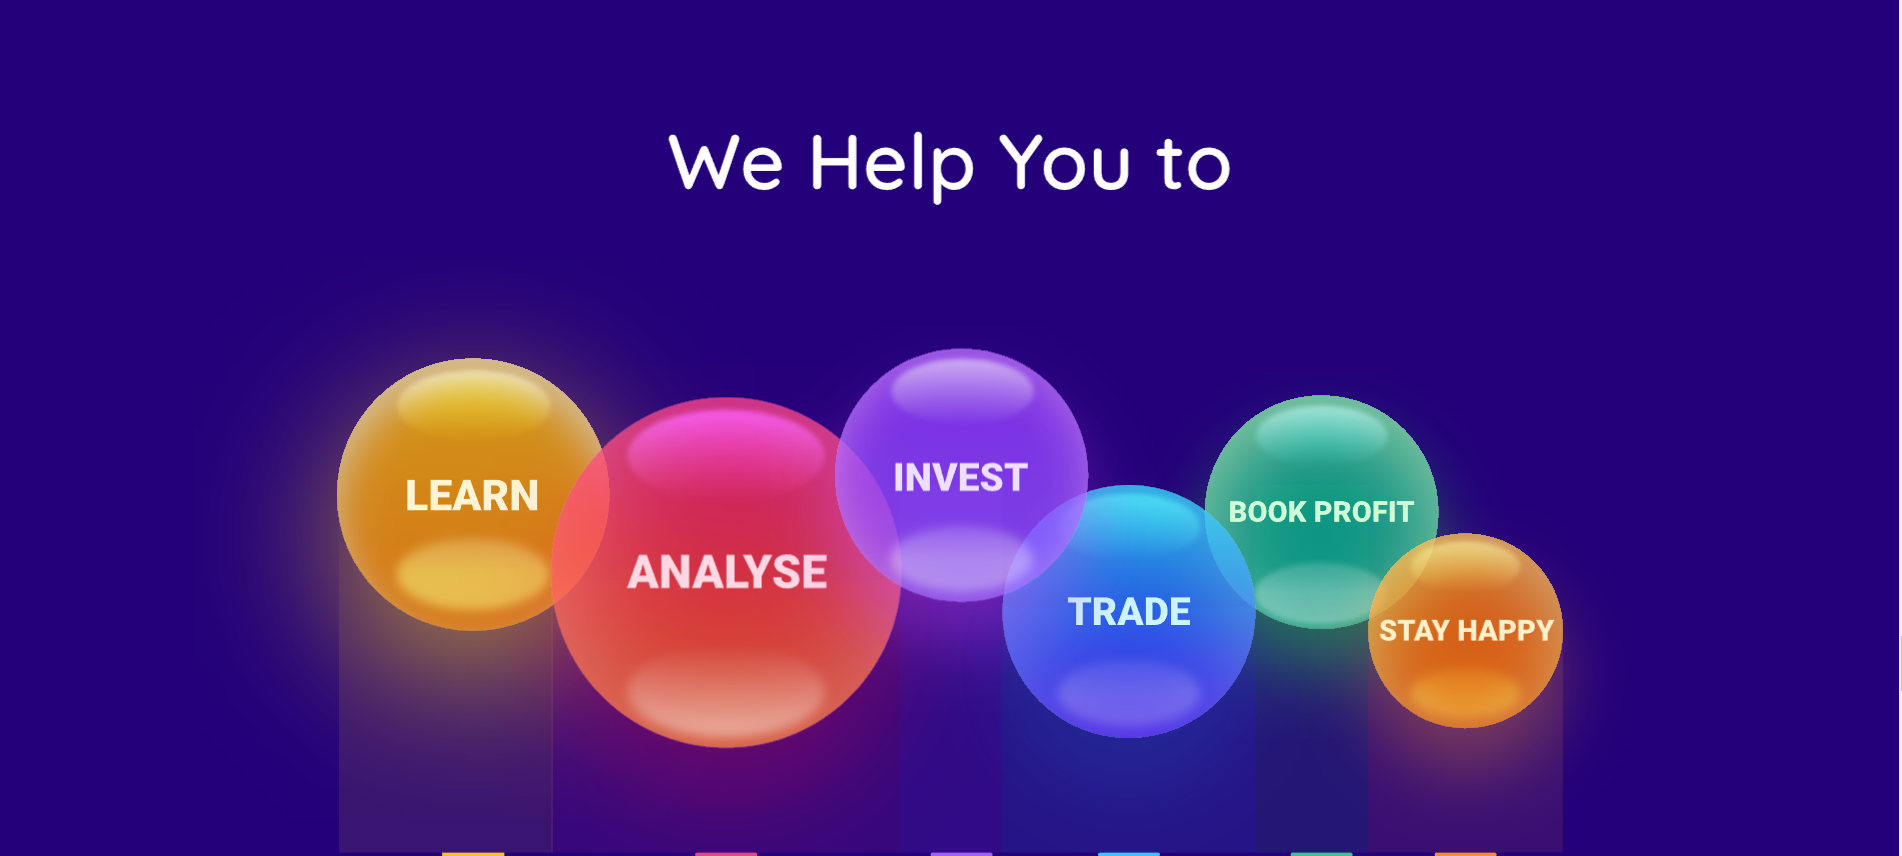 We Help You to
LEARN
ANALYSE
INVEST
TRADE
BOOK PROFIT
STAY HAPPY